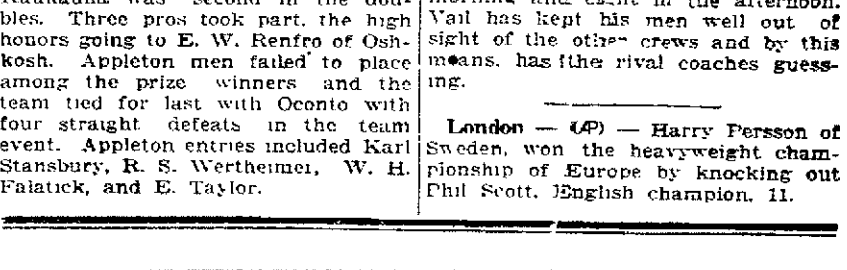 was second in the dou-
bles. Three pros took part, the high
honors going to E. W. Renfro of Osh-
kosh. Appleton men failed to place
among the prize winners and the
team tied for last with Oconto with
four straight defeats in the team
event. Appleton entries included Karl
Stansbury, R. S. Wertheimer, W. H.
Falatick, and E. Taylor.
in the afternoon.
Vail has kept his men well out of
sight of the other crews and by this
means, has the rival coaches guess-
ing.
London — (AP) — Harry Persson of
Sweden, won the heavyweight cham-
pionship of Europe by knocking out
Phil Scott, English champion, 11.